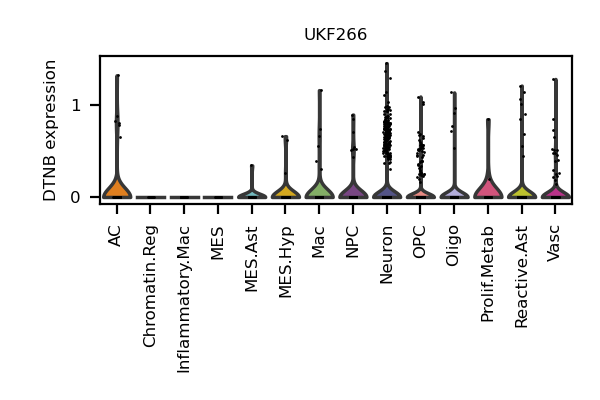 UKF266
DTNB expression
1
0
AC
Chromatin.Reg
Inflammatory.Mac
MES
MES.Ast
MES.Hyp
Mac
NPC
Neuron
OPC
Oligo
Prolif.Metab
Reactive.Ast
Vasc